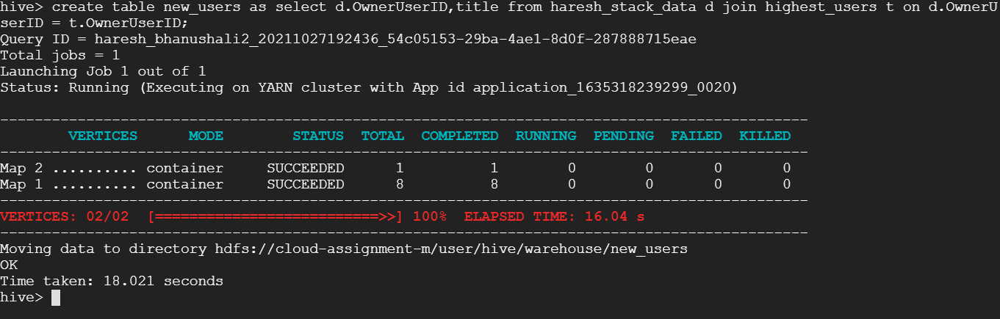 hive> create table new_users as select d.OwnerUserID,title from haresh_stack_data d join highest_users t on d.OwnerU
serID = t.OwnerUserID;
Query ID = haresh_bhanushali2_20211027192436_54c05153-29ba-4ae1-8d0f-287888715eae
Total jobs = 1
Launching Job 1 out of 1
Status: Running (Executing on YARN cluster with App id application_1635318239299_0020)
----------------------------------------------------------------------------------------------
VERTICES MODE STATUS TOTAL COMPLETED RUNNING PENDING FAILED KILLED
----------------------------------------------------------------------------------------------
Map 2 .......... container SUCCEEDED 1 1 0 0 0 0
Map 1 .......... container SUCCEEDED 8 8 0 0 0 0
----------------------------------------------------------------------------------------------
VERTICES: 02/02 [==========================>>] 100% ELAPSED TIME: 16.04 s
----------------------------------------------------------------------------------------------
Moving data to directory hdfs://cloud-assignment-m/user/hive/warehouse/new_users
OK
Time taken: 18.021 seconds
hive>